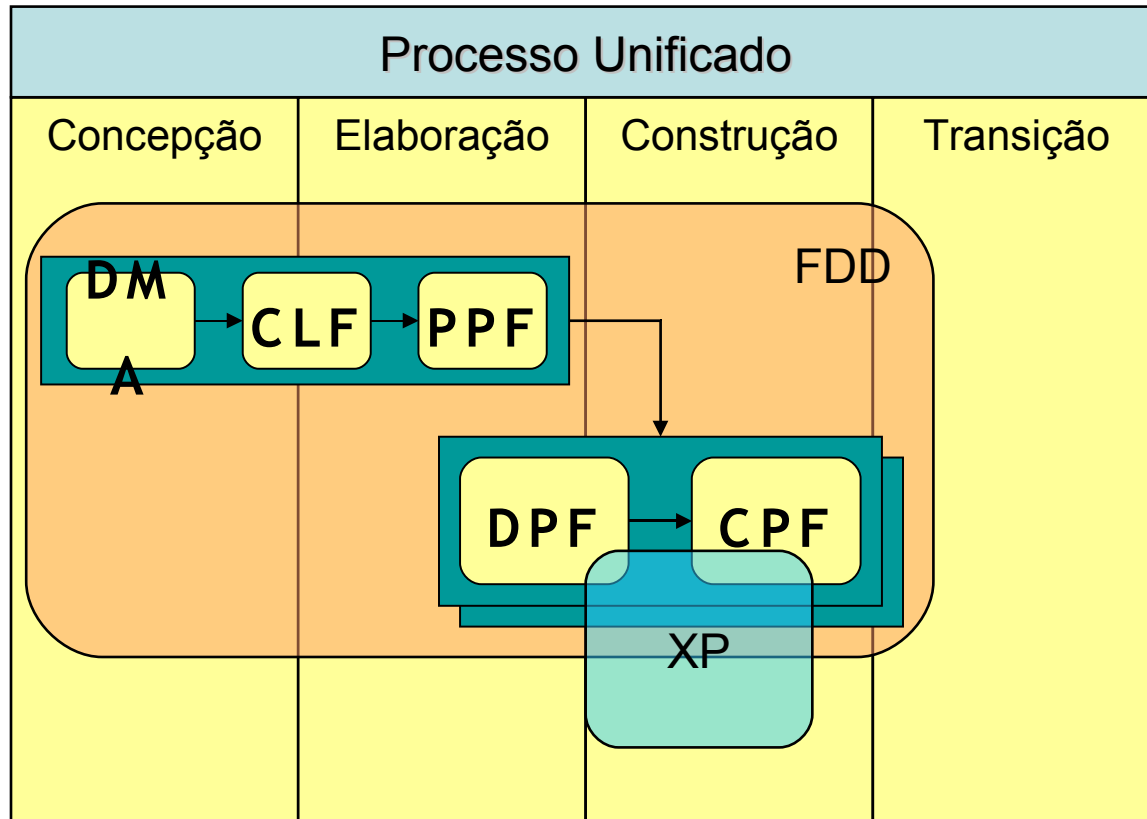 Processo Unificado
Concepção Elaboração Construção Transição
FDD
DM
A
CLF
PPF
DPF
CPF
XP